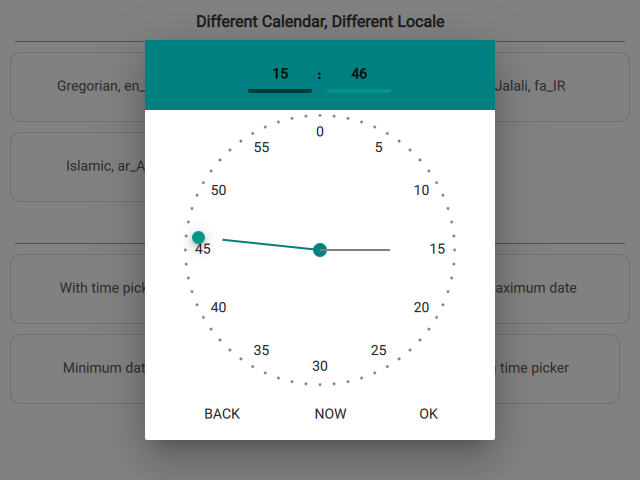 Different Calendar, Different Locale
Gregorian, en_
Jalali, fa_IR
Islamic, ar_A
With time pick
aximum date
Minimum dat
time picker
15 : 46
0
5
10
15
20
25
30
35
40
45
50
55
BACK NOW OK